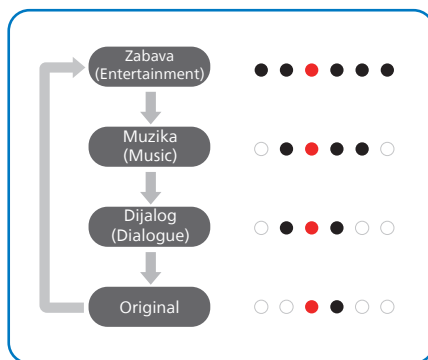 Zabava
(Entertainment)
Muzika
(Music)
Dijalog
(Dialogue)
Original